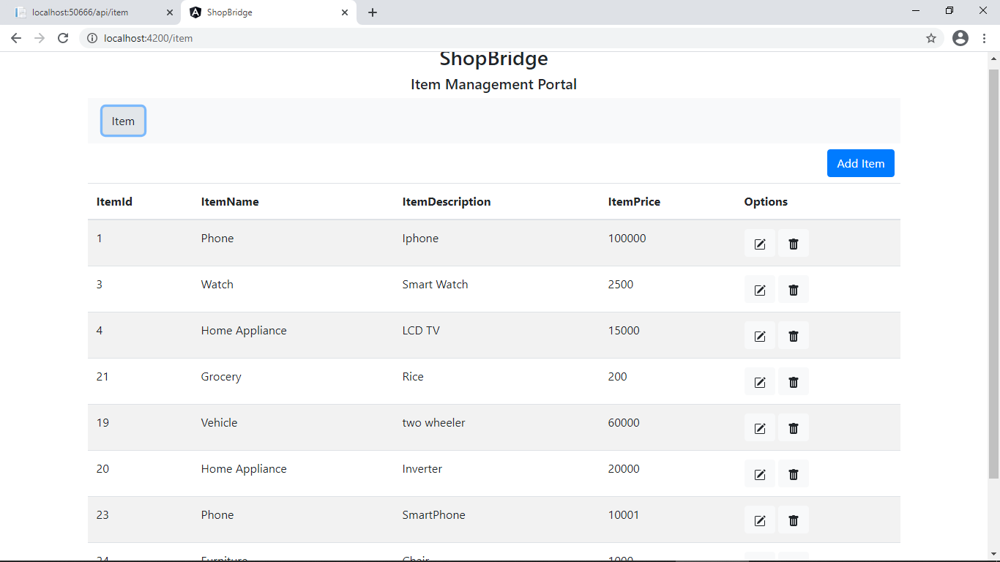 localhost:50666/api/item
ShopBridge
localhost:4200/item
ShopBridge
Item Management Portal
Item
Add Item
ItemId ItemName ItemDescription ItemPrice Options
1 Phone Iphone 100000
3 Watch Smart Watch 2500
4 Home Appliance LCD TV 15000
21 Grocery Rice 200
19 Vehicle two wheeler 60000
20 Home Appliance Inverter 20000
23 Phone SmartPhone 10001
24 Furniture Chair 1000